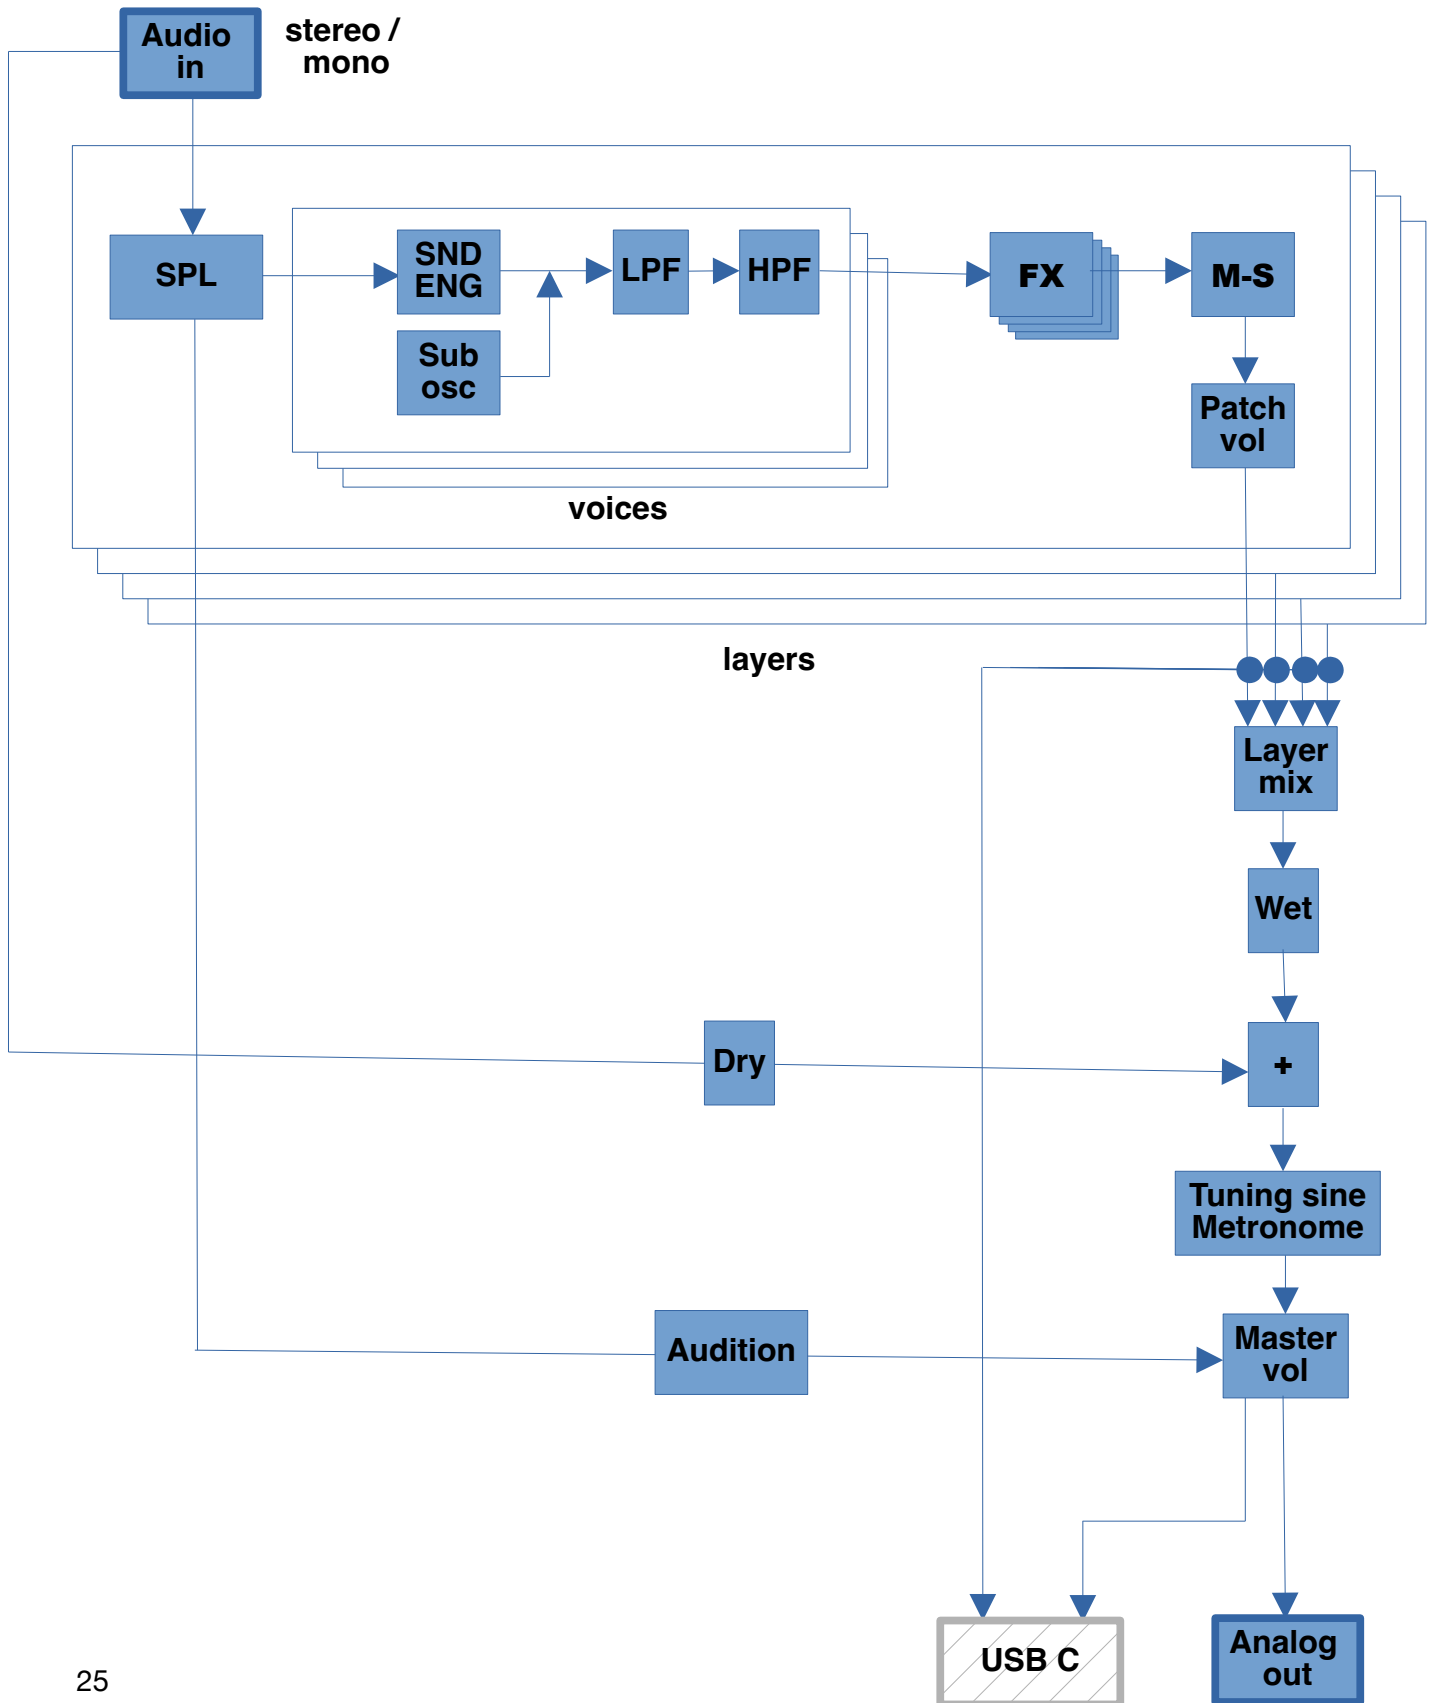 Audio
in
stereo /
mono
SPL
SND
ENG
LPF
HPF
FX
M-S
Sub
osc
Patch
vol
voices
layers
Layer
mix
Wet
Dry
+
Tuning sine
Metronome
Audition
Master
vol
USB C
Analog
out
25